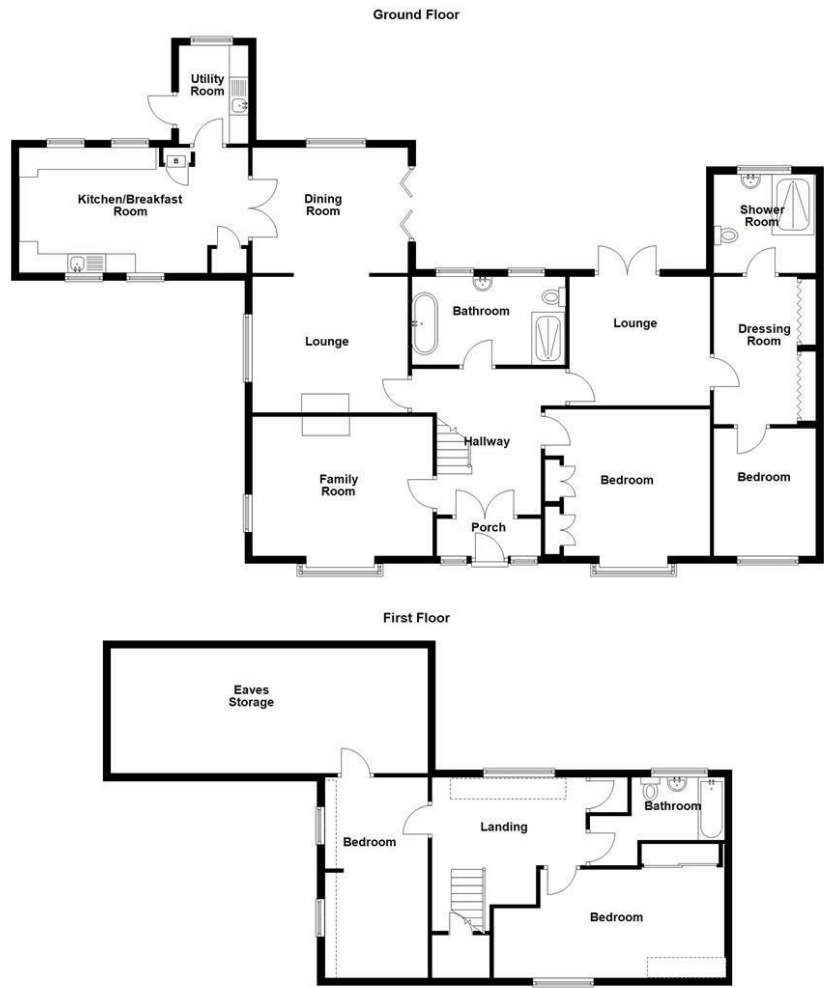 Ground Floor
Utility
Room
B
Kitchen/Breakfast
Room
Dining
Room
Shower
Room
Bathroom
Lounge
Dressing
Room
Lounge
Hallway
Family
Room
Bedroom
Bedroom
Porch
First Floor
Eaves
Storage
Bathroom
Landing
Bedroom
Bedroom